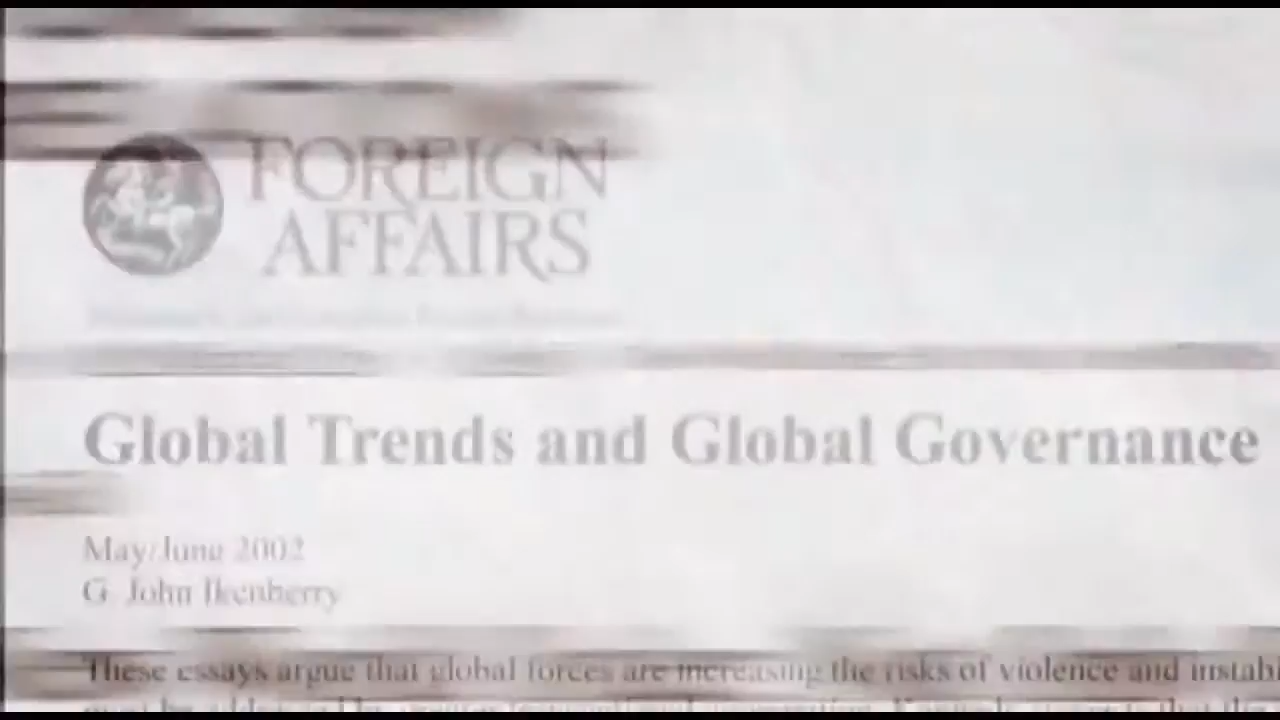 FOREIGN
AFFAIRS
Global Trends and Global Governance
May/June 2002
G. John Ikenberry
These essays argue that global forces are increasing the risks of violence and instabi